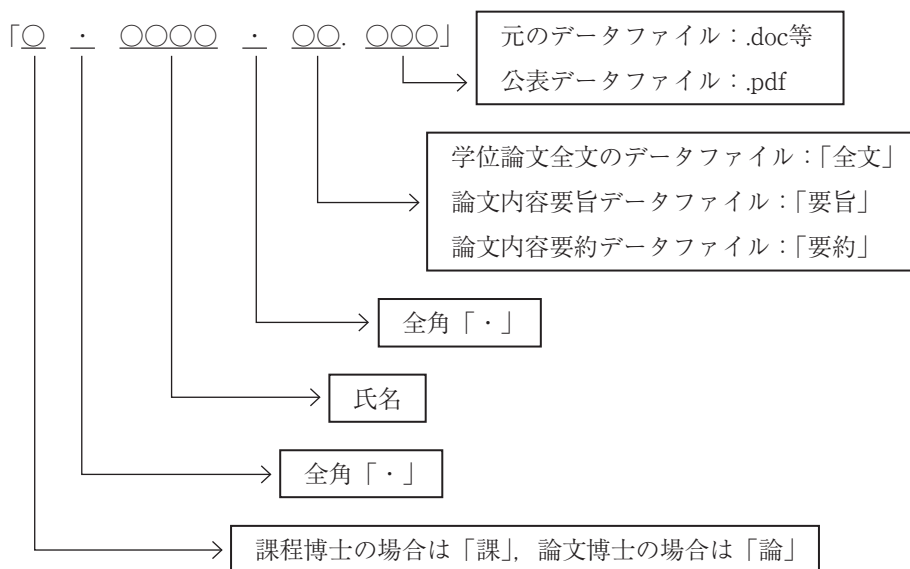 「○ ・ ○○○○ ・ ○○. ○○○」
元のデータファイル：.doc等
公表データファイル：.pdf
学位論文全文のデータファイル：「全文」
論文内容要旨データファイル：「要旨」
論文内容要約データファイル：「要約」
全角「・」
氏名
全角「・」
課程博士の場合は「課」，論文博士の場合は「論」